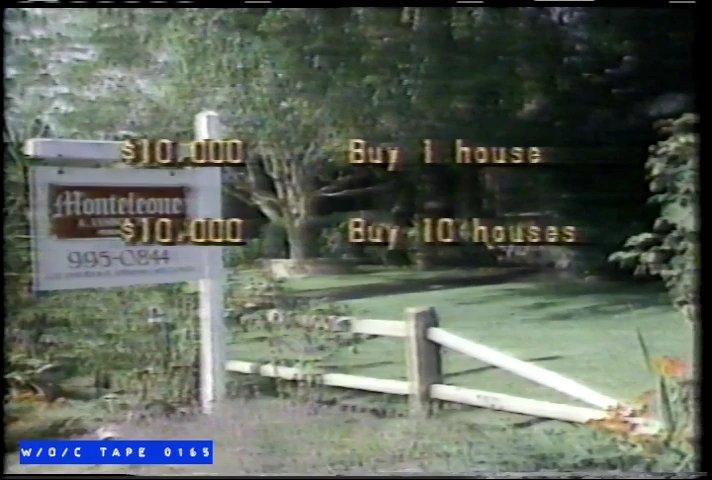 $10,000 Buy 1 house
Monteleone
$10,000 Buy 10 houses
995-0844
W/O/C TAPE 0165